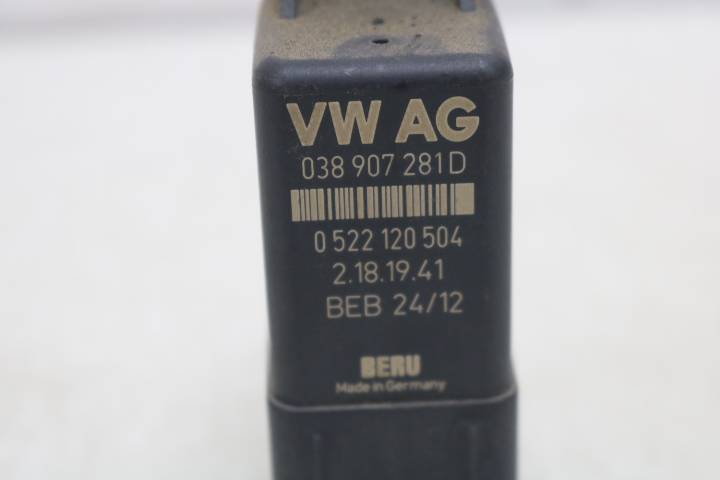 VW AG
038 907 281D
0 522 120 504
2.18.19.41
BEB 24/12
BERU
Made in Germany